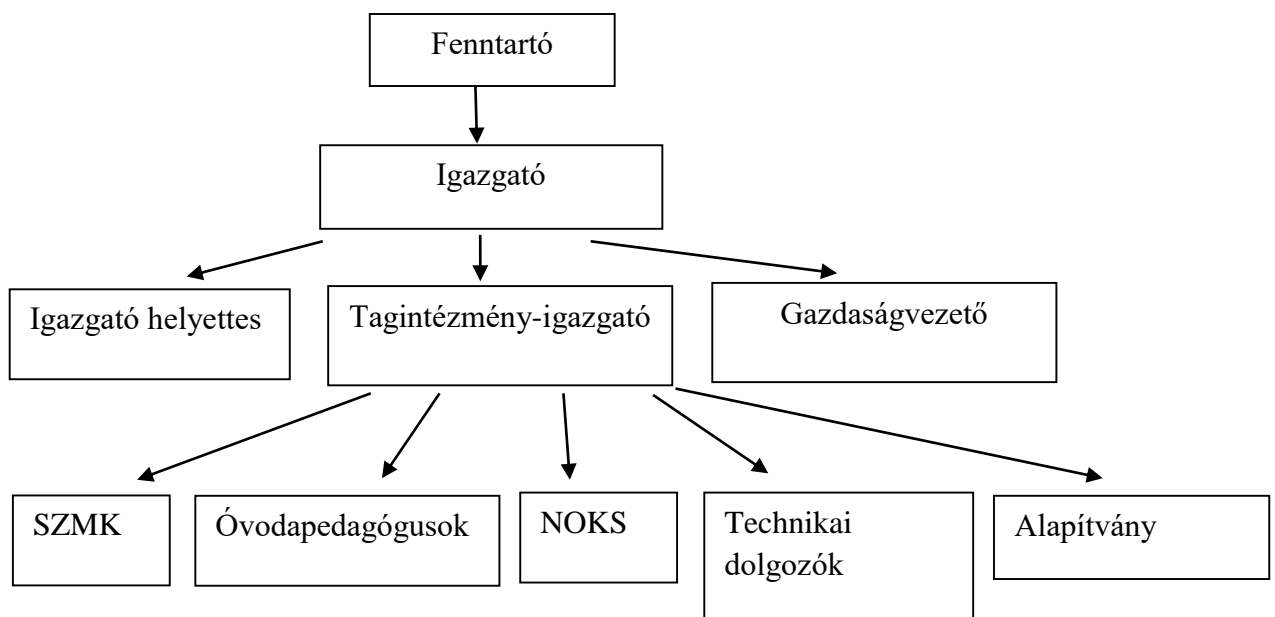 Fenntartó
Igazgató
Igazgató helyettes
Tagintézmény-igazgató
Gazdaságvezető
SZMK
Óvodapedagógusok
NOKS
Technikai
dolgozók
Alapítvány